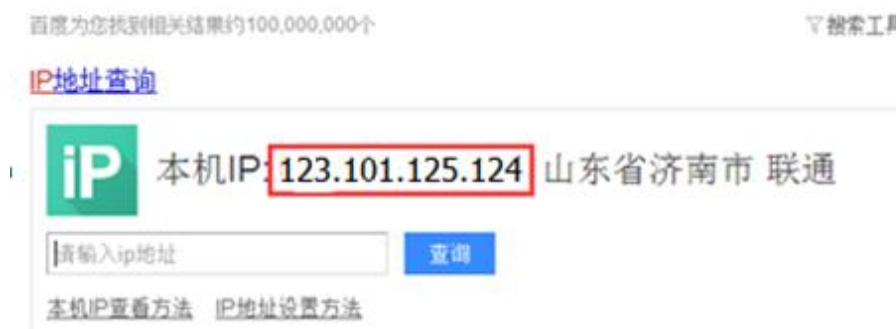 百度为您找到相关结果约100,000,000个 搜索工具
IP地址查询
iP 本机IP: 123.101.125.124 山东省济南市 联通
请输入ip地址 查询
本机IP查看方法 IP地址设置方法